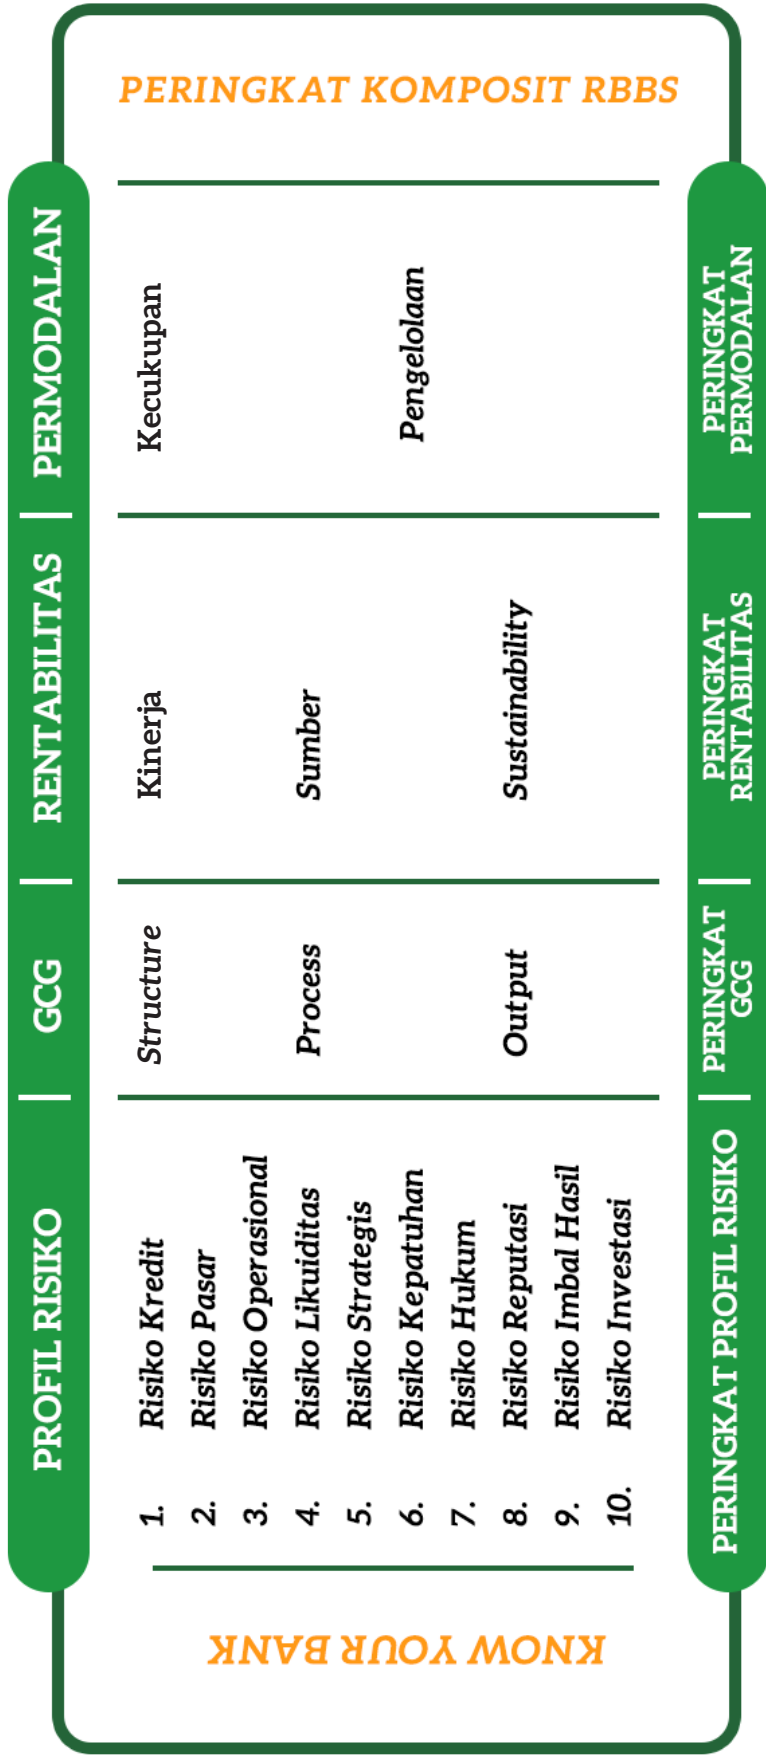 KNOW YOUR BANK
PROFIL RISIKO
GCG
RENTABILITAS
PERMODALAN
1. Risiko Kredit
2. Risiko Pasar
3. Risiko Operasional
4. Risiko Likuiditas
5. Risiko Strategis
6. Risiko Kepatuhan
7. Risiko Hukum
8. Risiko Reputasi
9. Risiko Imbal Hasil
10. Risiko Investasi
Structure
Process
Output
Kinerja
Sumber
Sustainability
Kecukupan
Pengelolaan
PERINGKAT PROFIL RISIKO
PERINGKAT
GCG
PERINGKAT
RENTABILITAS
PERINGKAT
PERMODALAN
PERINGKAT KOMPOSIT RBBS